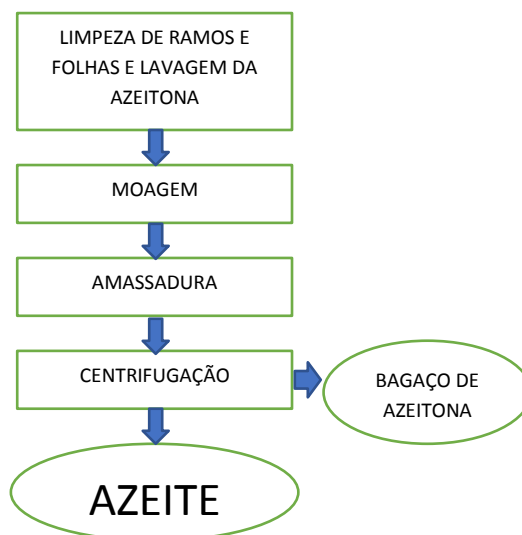 LIMPEZA DE RAMOS E
FOLHAS E LAVAGEM DA
AZEITONA
MOAGEM
AMASSADURA
CENTRIFUGAÇÃO
BAGAÇO DE
AZEITONA
AZEITE